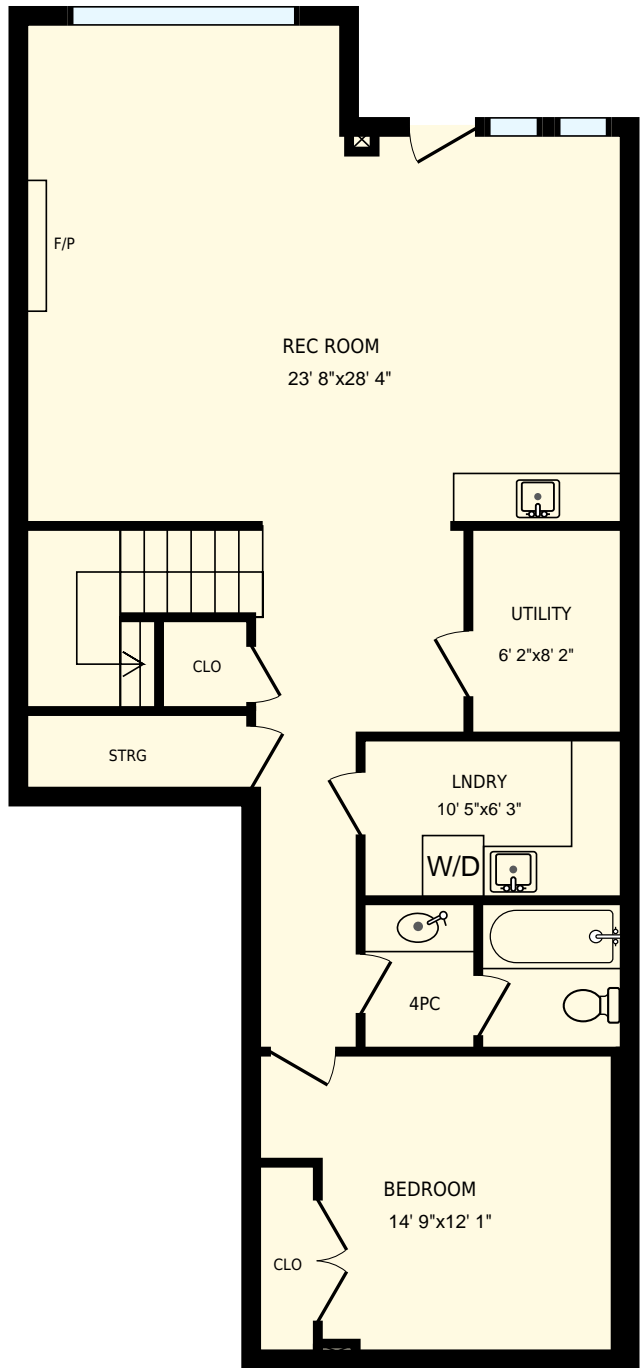 F/P
REC ROOM
23' 8"x28' 4"
UTILITY
6' 2"x8' 2"
CLO
STRG
LNDRY
10' 5"x6' 3"
W/D
4PC
BEDROOM
14' 9"x12' 1"
CLO